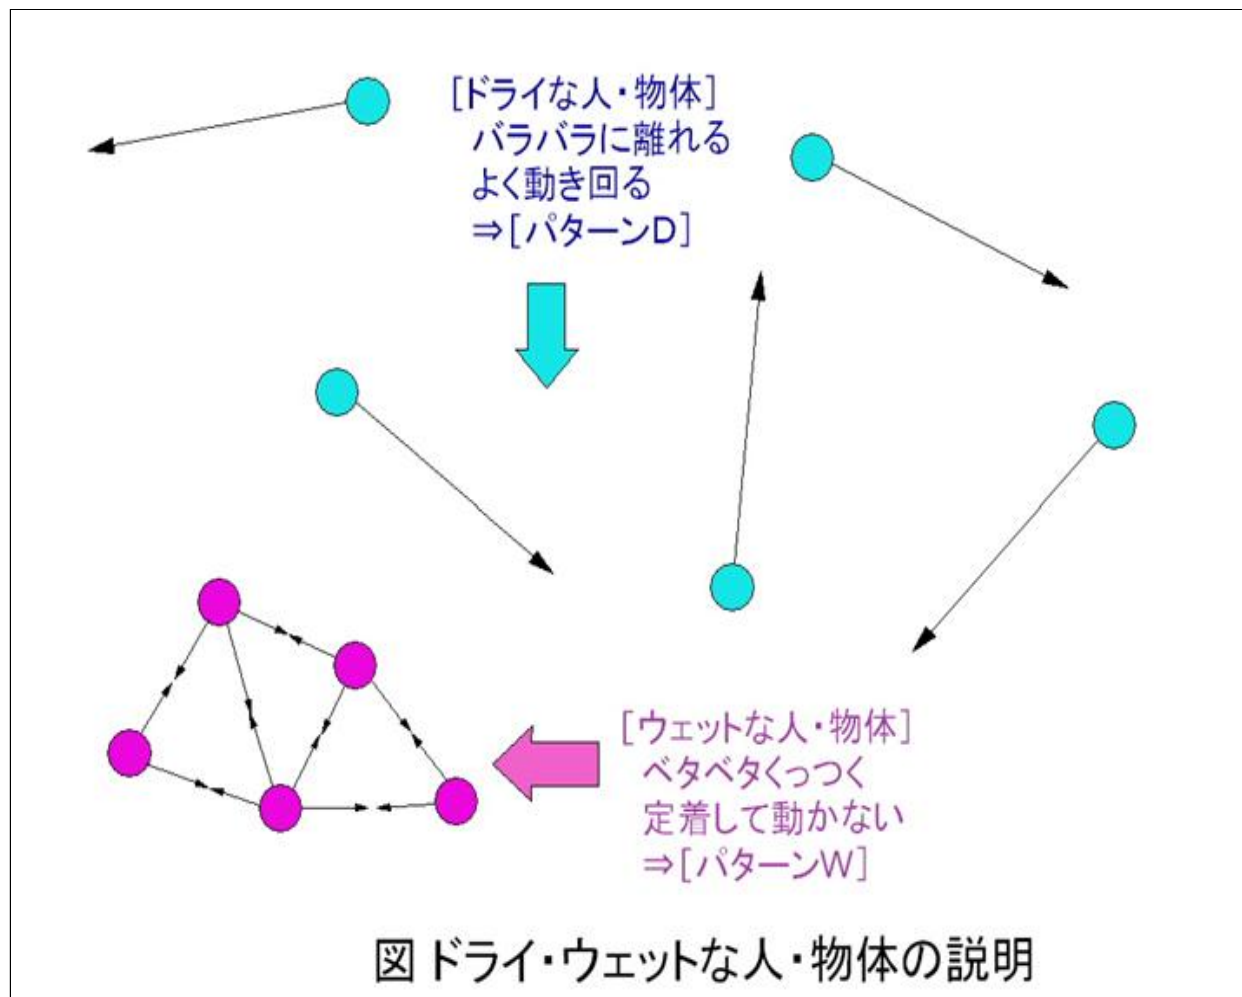 [ドライな人・物体]
バラバラに離れる
よく動き回る
⇒[パターンD]
[ウェットな人・物体]
ベタベタくっつく
定着して動かない
⇒[パターンW]
図 ドライ・ウェットな人・物体の説明